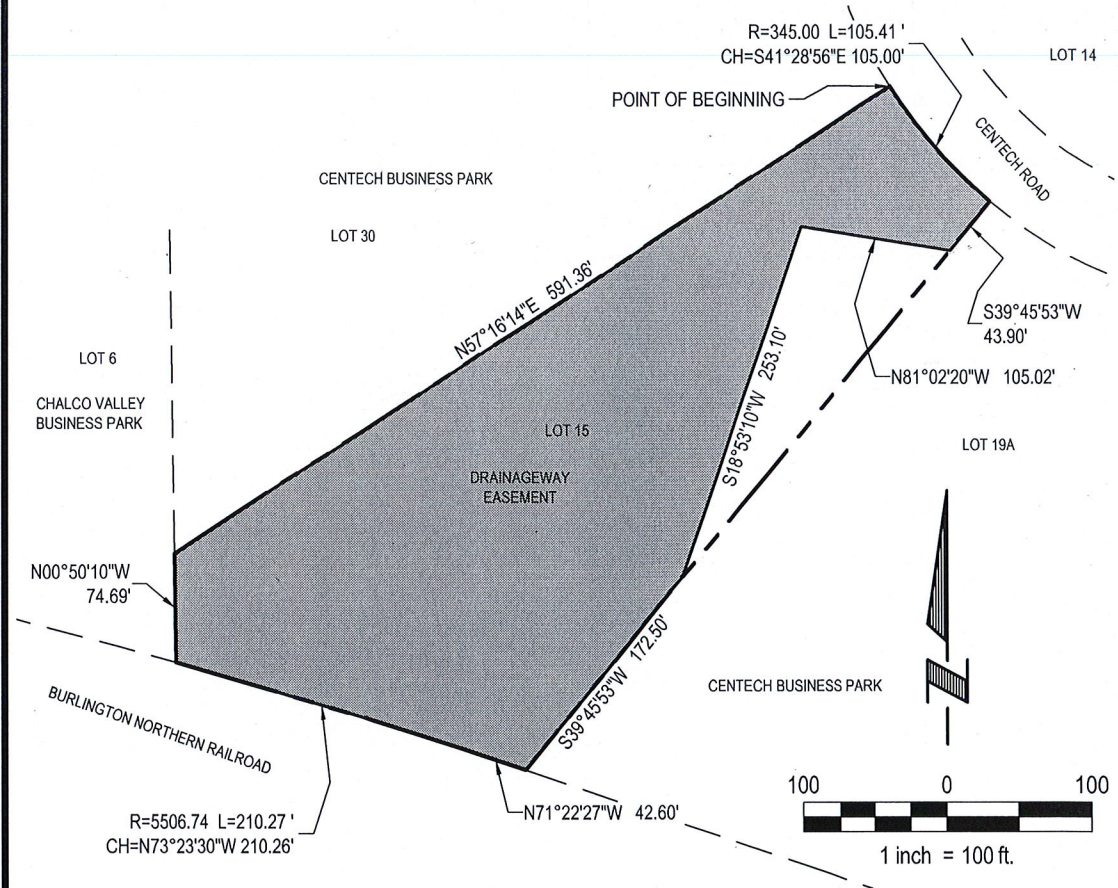 R=345.00 L=105.41 '
CH=S41°28'56"E 105.00'
LOT 14
POINT OF BEGINNING
CENTECH ROAD
CENTECH BUSINESS PARK
LOT 30
N57°16'14"E 591.36'
S39°45'53"W
43.90'
LOT 6
N81°02'20"W 105.02'
CHALCO VALLEY
BUSINESS PARK
S18°53'10"W 253.10'
LOT 15
LOT 19A
DRAINAGEWAY
EASEMENT
N00°50'10"W
74.69'
S39°45'53"W 172.50'
CENTECH BUSINESS PARK
BURLINGTON NORTHERN RAILROAD
N
100 0 100
N71°22'27"W 42.60'
R=5506.74 L=210.27 '
CH=N73°23'30"W 210.26'
1 inch = 100 ft.